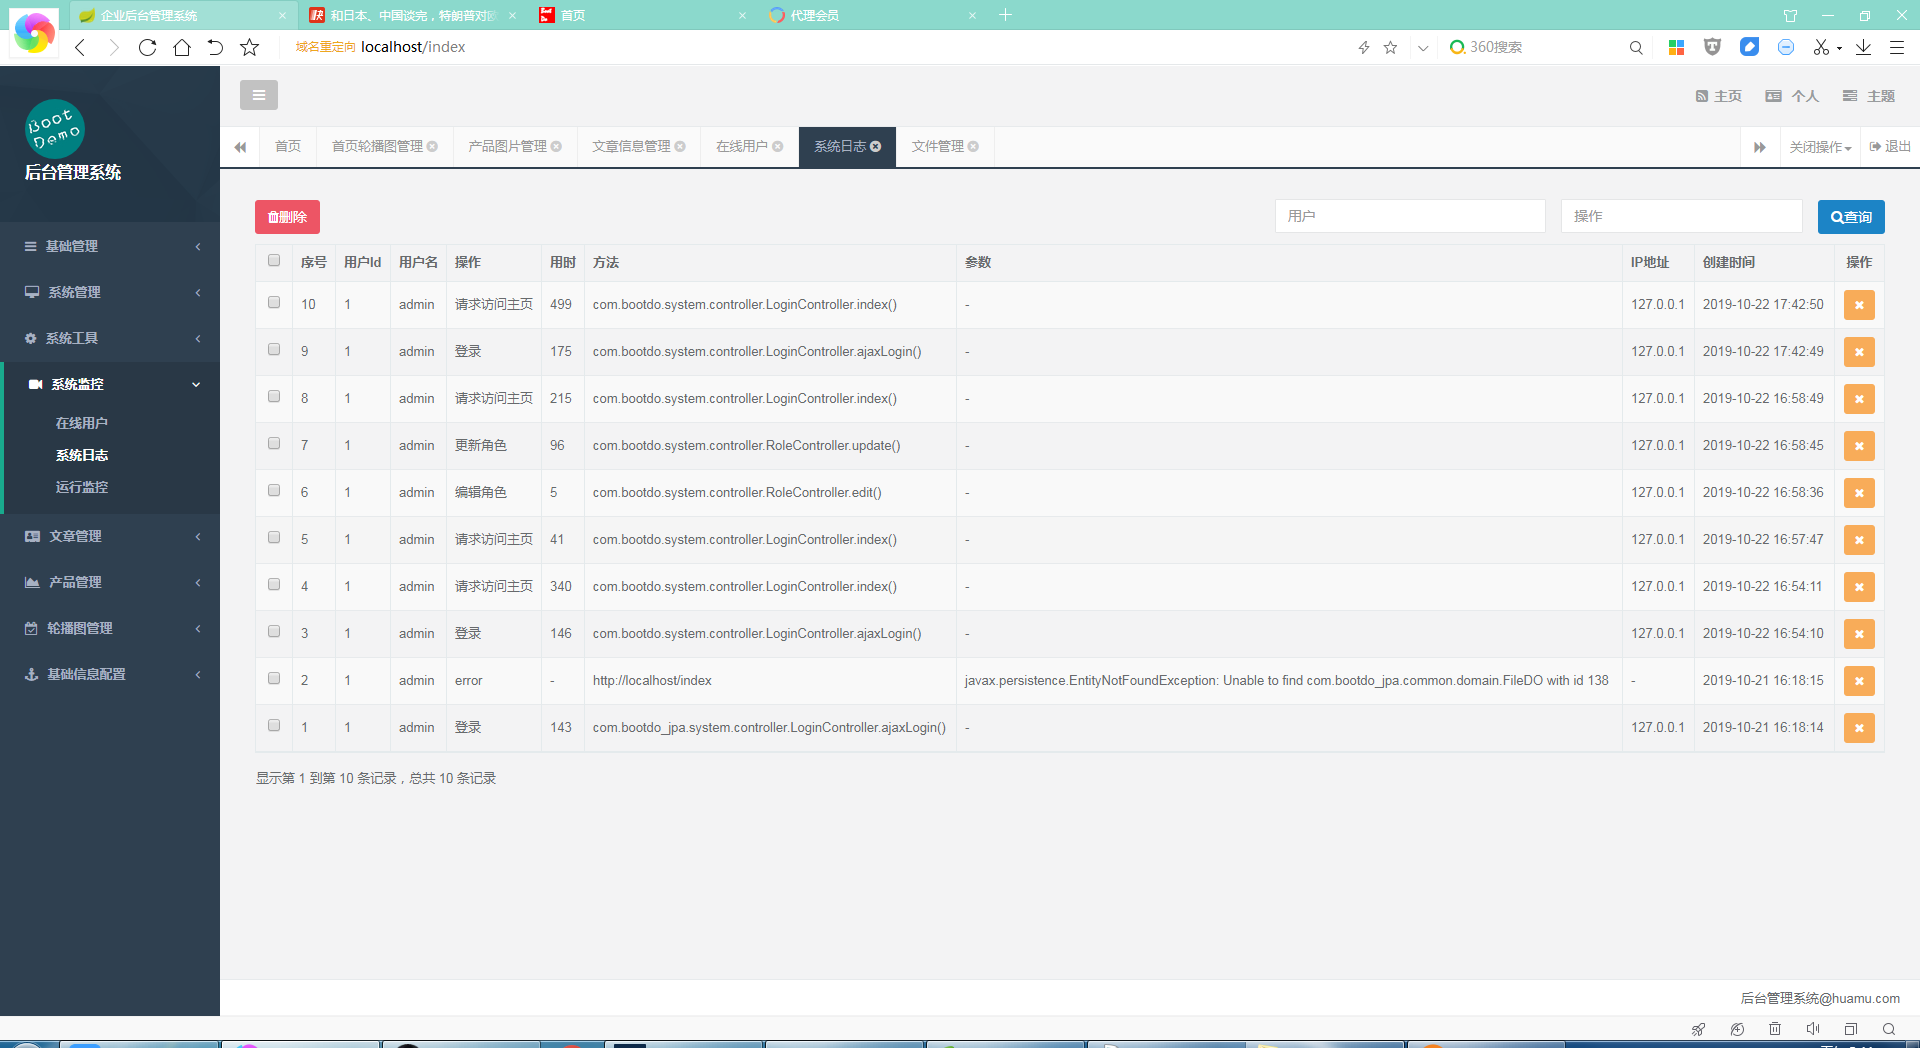 企业后台管理系统
和日本、中国谈完，特朗普对欧
首页
代理会员
域名重定向 localhost/index
360搜索
Boot
Demo
后台管理系统
主页 个人 主题
首页 首页轮播图管理 产品图片管理 文章信息管理 在线用户 系统日志 文件管理 关闭操作 退出
基础管理
系统管理
系统工具
系统监控
在线用户
系统日志
运行监控
文章管理
产品管理
轮播图管理
基础信息配置
删除 用户 操作 查询
序号 用户Id 用户名 操作 用时 方法 参数 IP地址 创建时间 操作
10 1 admin 请求访问主页 499 com.bootdo.system.controller.LoginController.index() - 127.0.0.1 2019-10-22 17:42:50
9 1 admin 登录 175 com.bootdo.system.controller.LoginController.ajaxLogin() - 127.0.0.1 2019-10-22 17:42:49
8 1 admin 请求访问主页 215 com.bootdo.system.controller.LoginController.index() - 127.0.0.1 2019-10-22 16:58:49
7 1 admin 更新角色 96 com.bootdo.system.controller.RoleController.update() - 127.0.0.1 2019-10-22 16:58:45
6 1 admin 编辑角色 5 com.bootdo.system.controller.RoleController.edit() - 127.0.0.1 2019-10-22 16:58:36
5 1 admin 请求访问主页 41 com.bootdo.system.controller.LoginController.index() - 127.0.0.1 2019-10-22 16:57:47
4 1 admin 请求访问主页 340 com.bootdo.system.controller.LoginController.index() - 127.0.0.1 2019-10-22 16:54:11
3 1 admin 登录 146 com.bootdo.system.controller.LoginController.ajaxLogin() - 127.0.0.1 2019-10-22 16:54:10
2 1 admin error - http://localhost/index javax.persistence.EntityNotFoundException: Unable to find com.bootdo_jpa.common.domain.FileDO with id 138 - 2019-10-21 16:18:15
1 1 admin 登录 143 com.bootdo_jpa.system.controller.LoginController.ajaxLogin() - 127.0.0.1 2019-10-21 16:18:14
显示第 1 到第 10 条记录，总共 10 条记录
后台管理系统@huamu.com